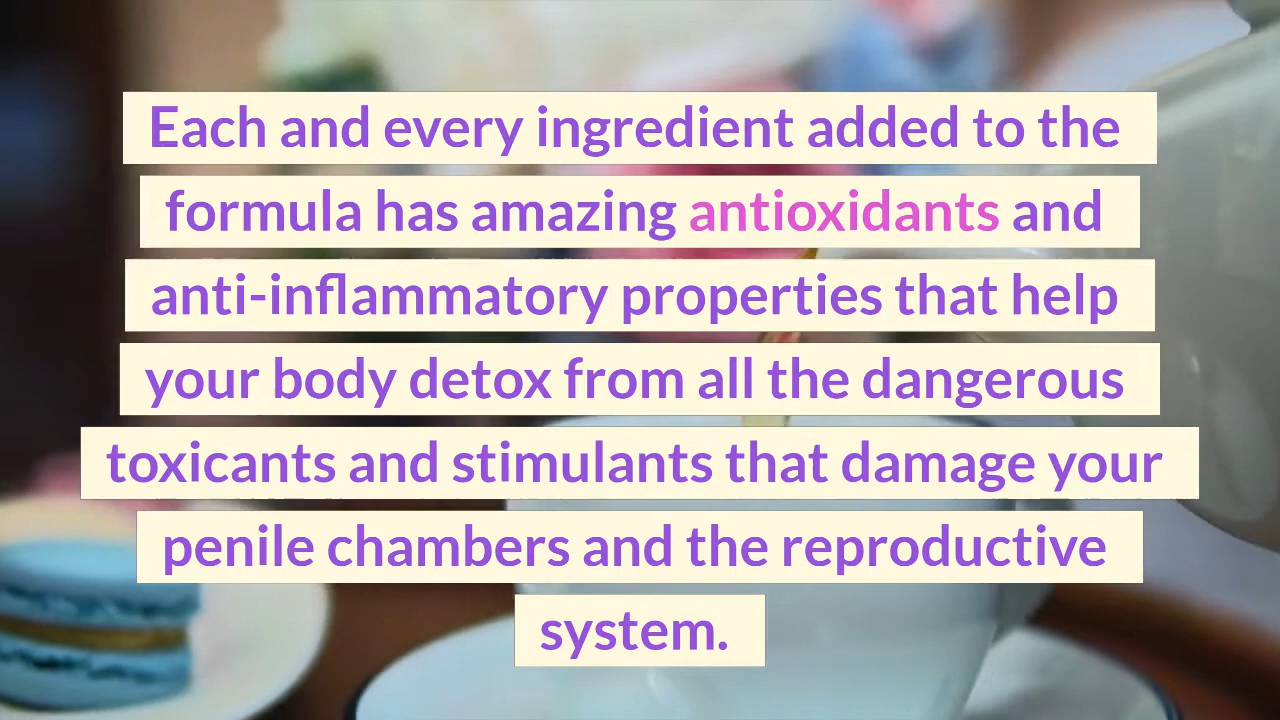 Each and every ingredient added to the
formula has amazing antioxidants and
anti-inflammatory properties that help
your body detox from all the dangerous
toxicants and stimulants that damage your
penile chambers and the reproductive
system.